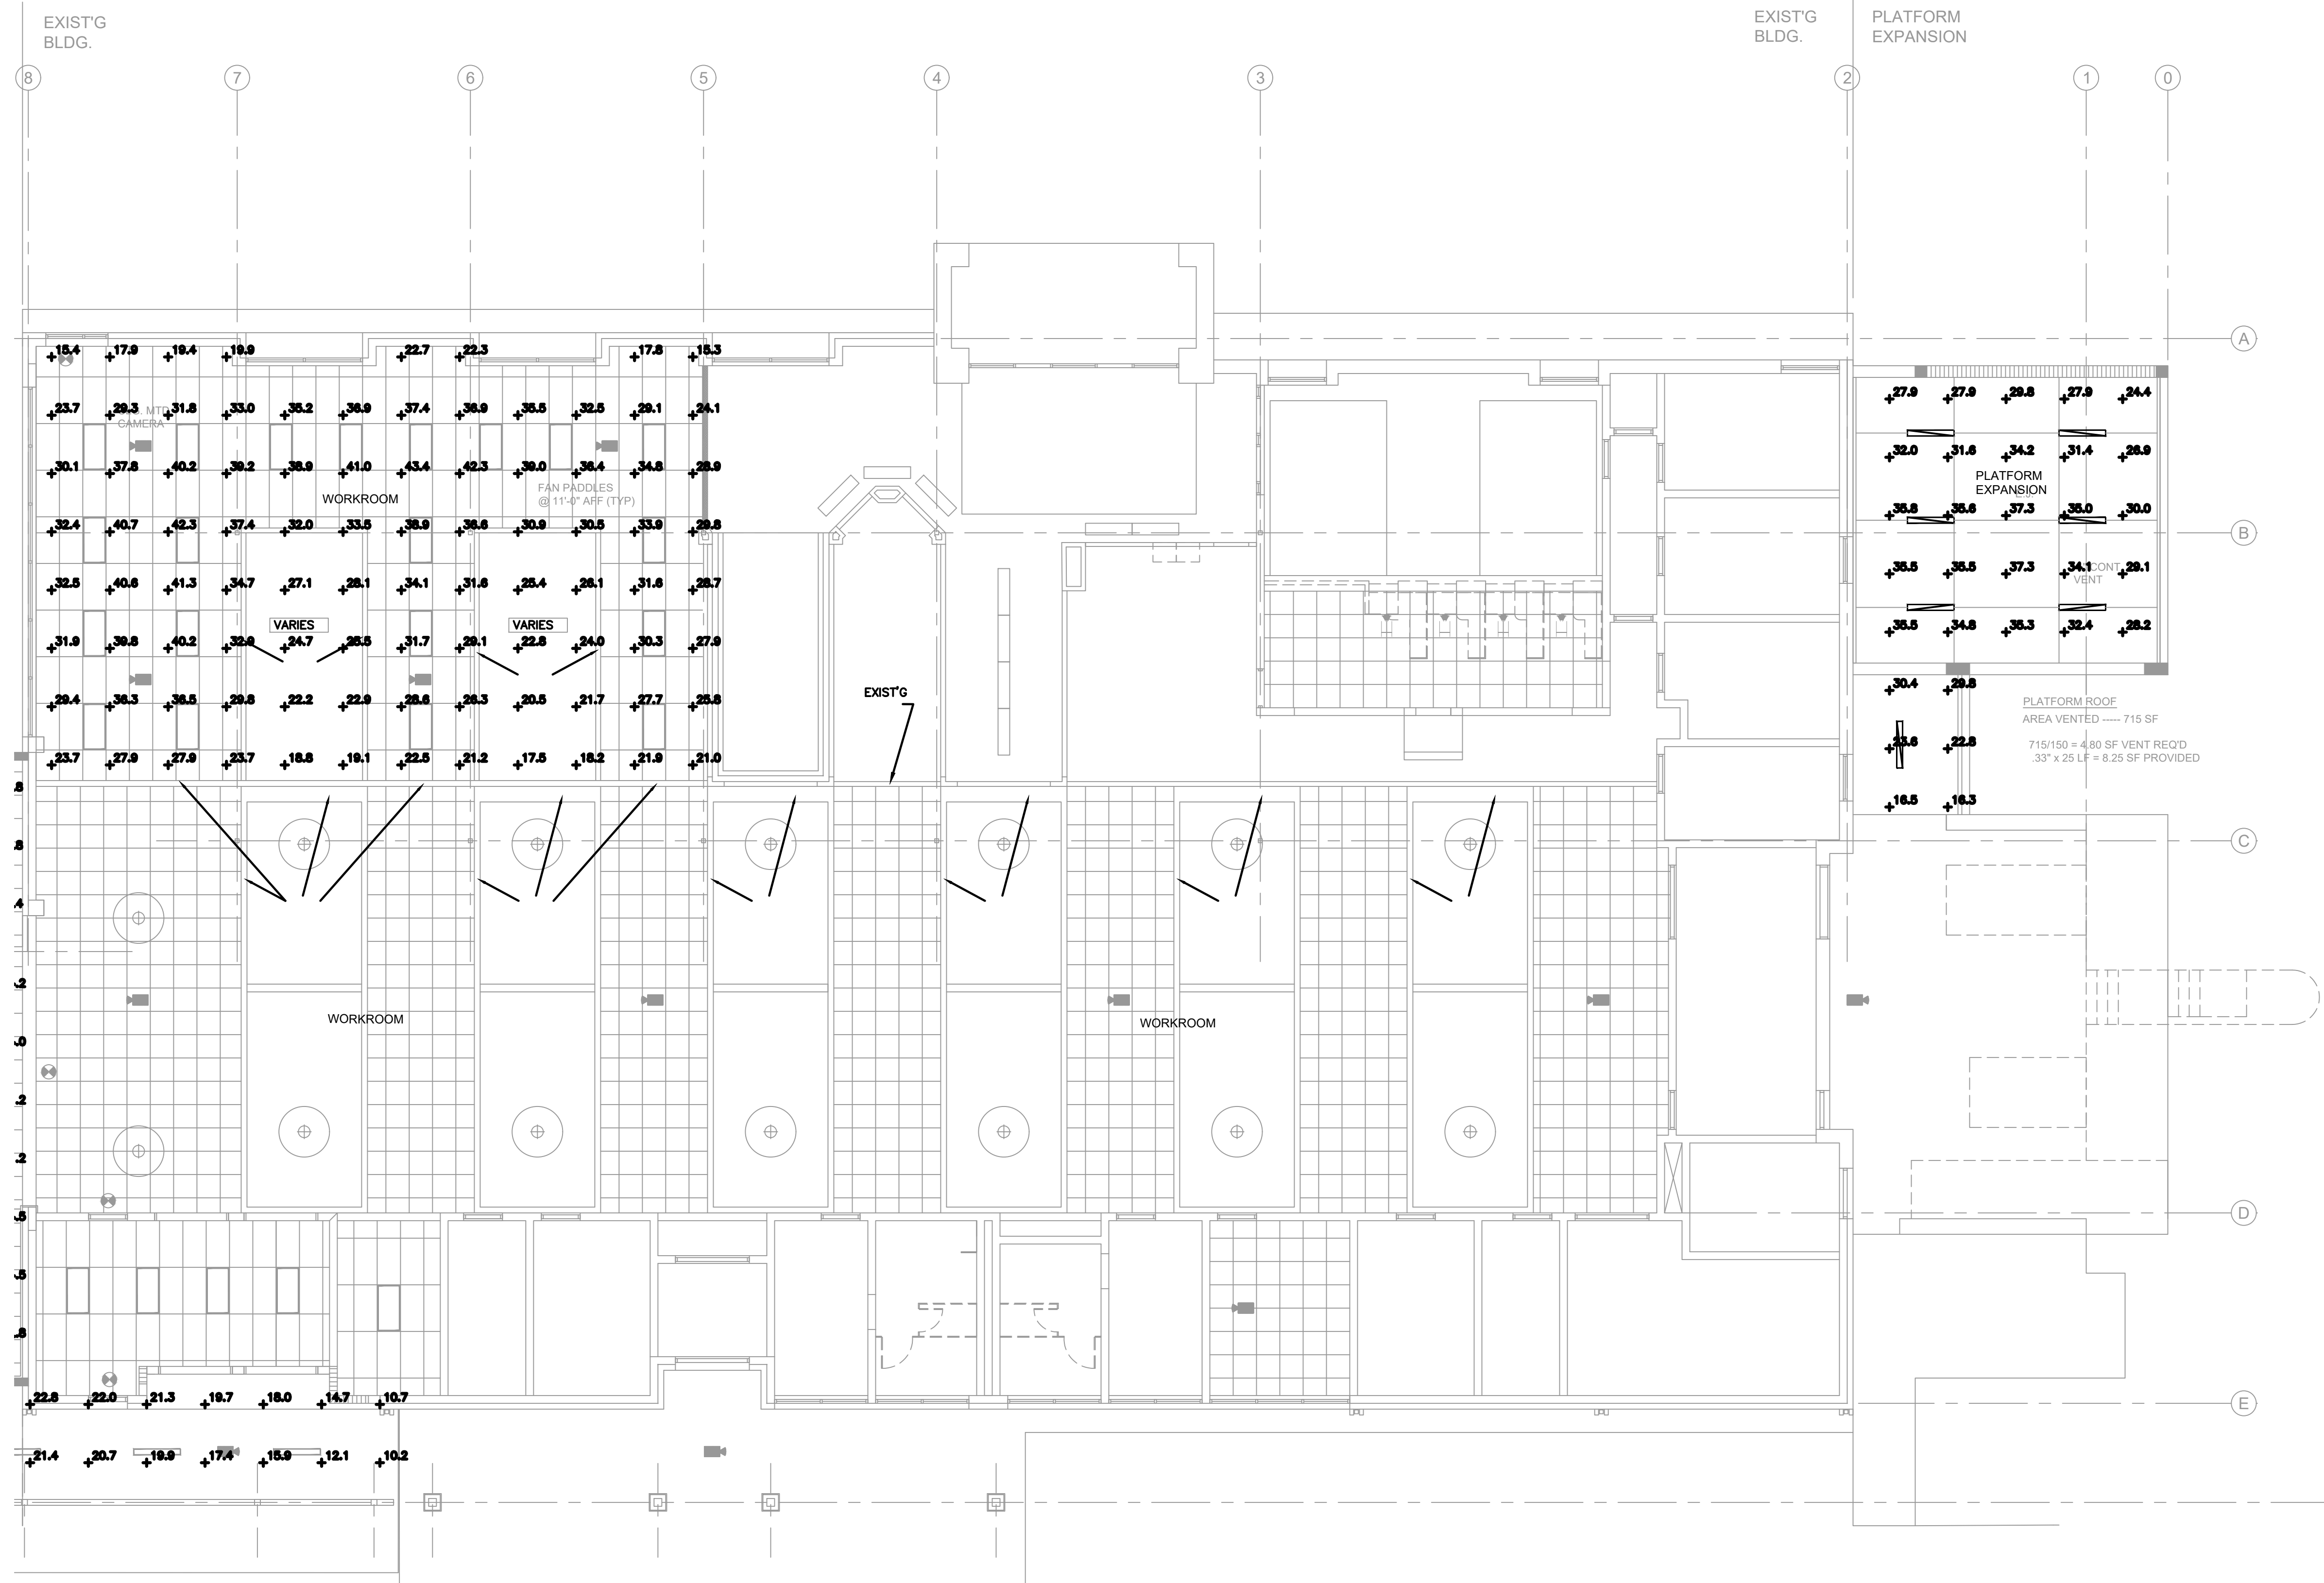 EXIST'G
BLDG.
EXIST'G
BLDG.
PLATFORM
EXPANSION
8 7 6 5 4 3 2 1 0
A
15.4 17.9 19.4 19.9 22.7 22.3 17.8 15.3
27.9 27.9 29.8 27.9 24.4
23.7 29.3 31.8 33.0 35.2 36.9 37.4 36.9 35.5 32.5 29.1 24.1
MTD
CAMERA
32.0 31.6 34.2 31.4 26.9
30.1 37.8 40.2 39.2 38.9 41.0 43.4 42.3 39.0 36.4 34.8 28.9
PLATFORM
EXPANSION
WORKROOM
FAN PADDLES
@ 11'-0" AFF (TYP)
35.8 35.6 37.3 35.0 30.0
32.4 40.7 42.3 37.4 32.0 33.5 38.9 36.6 30.9 30.5 33.9 29.8
B
35.5 35.5 37.3 34.1 29.1
CONT.
VENT
32.5 40.6 41.3 34.7 27.1 28.1 34.1 31.6 25.4 26.1 31.6 28.7
VARIES
VARIES
35.5 34.8 35.3 32.4 28.2
31.9 39.8 40.2 32.9 24.7 25.5 31.7 29.1 22.8 24.0 30.3 27.9
30.4 29.8
EXIST'G
29.4 36.3 36.5 29.8 22.2 22.9 28.6 26.3 20.5 21.7 27.7 25.8
PLATFORM ROOF
AREA VENTED ----- 715 SF
715/150 = 4.80 SF VENT REQ'D
.33" x 25 LF = 8.25 SF PROVIDED
23.6 22.8
23.7 27.9 27.9 23.7 18.8 19.1 22.5 21.2 17.5 18.2 21.9 21.0
16.5 16.3
C
WORKROOM
WORKROOM
D
22.8 22.0 21.3 19.7 18.0 14.7 10.7
E
21.4 20.7 19.9 17.4 15.9 12.1 10.2